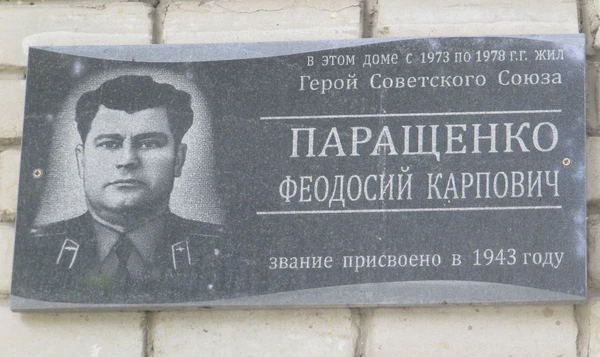 в этом доме с 1973 по 1978 г.г. жил
Герой Советского Союза
ПАРАЩЕНКО
ФЕОДОСИЙ КАРПОВИЧ
звание присвоено в 1943 году